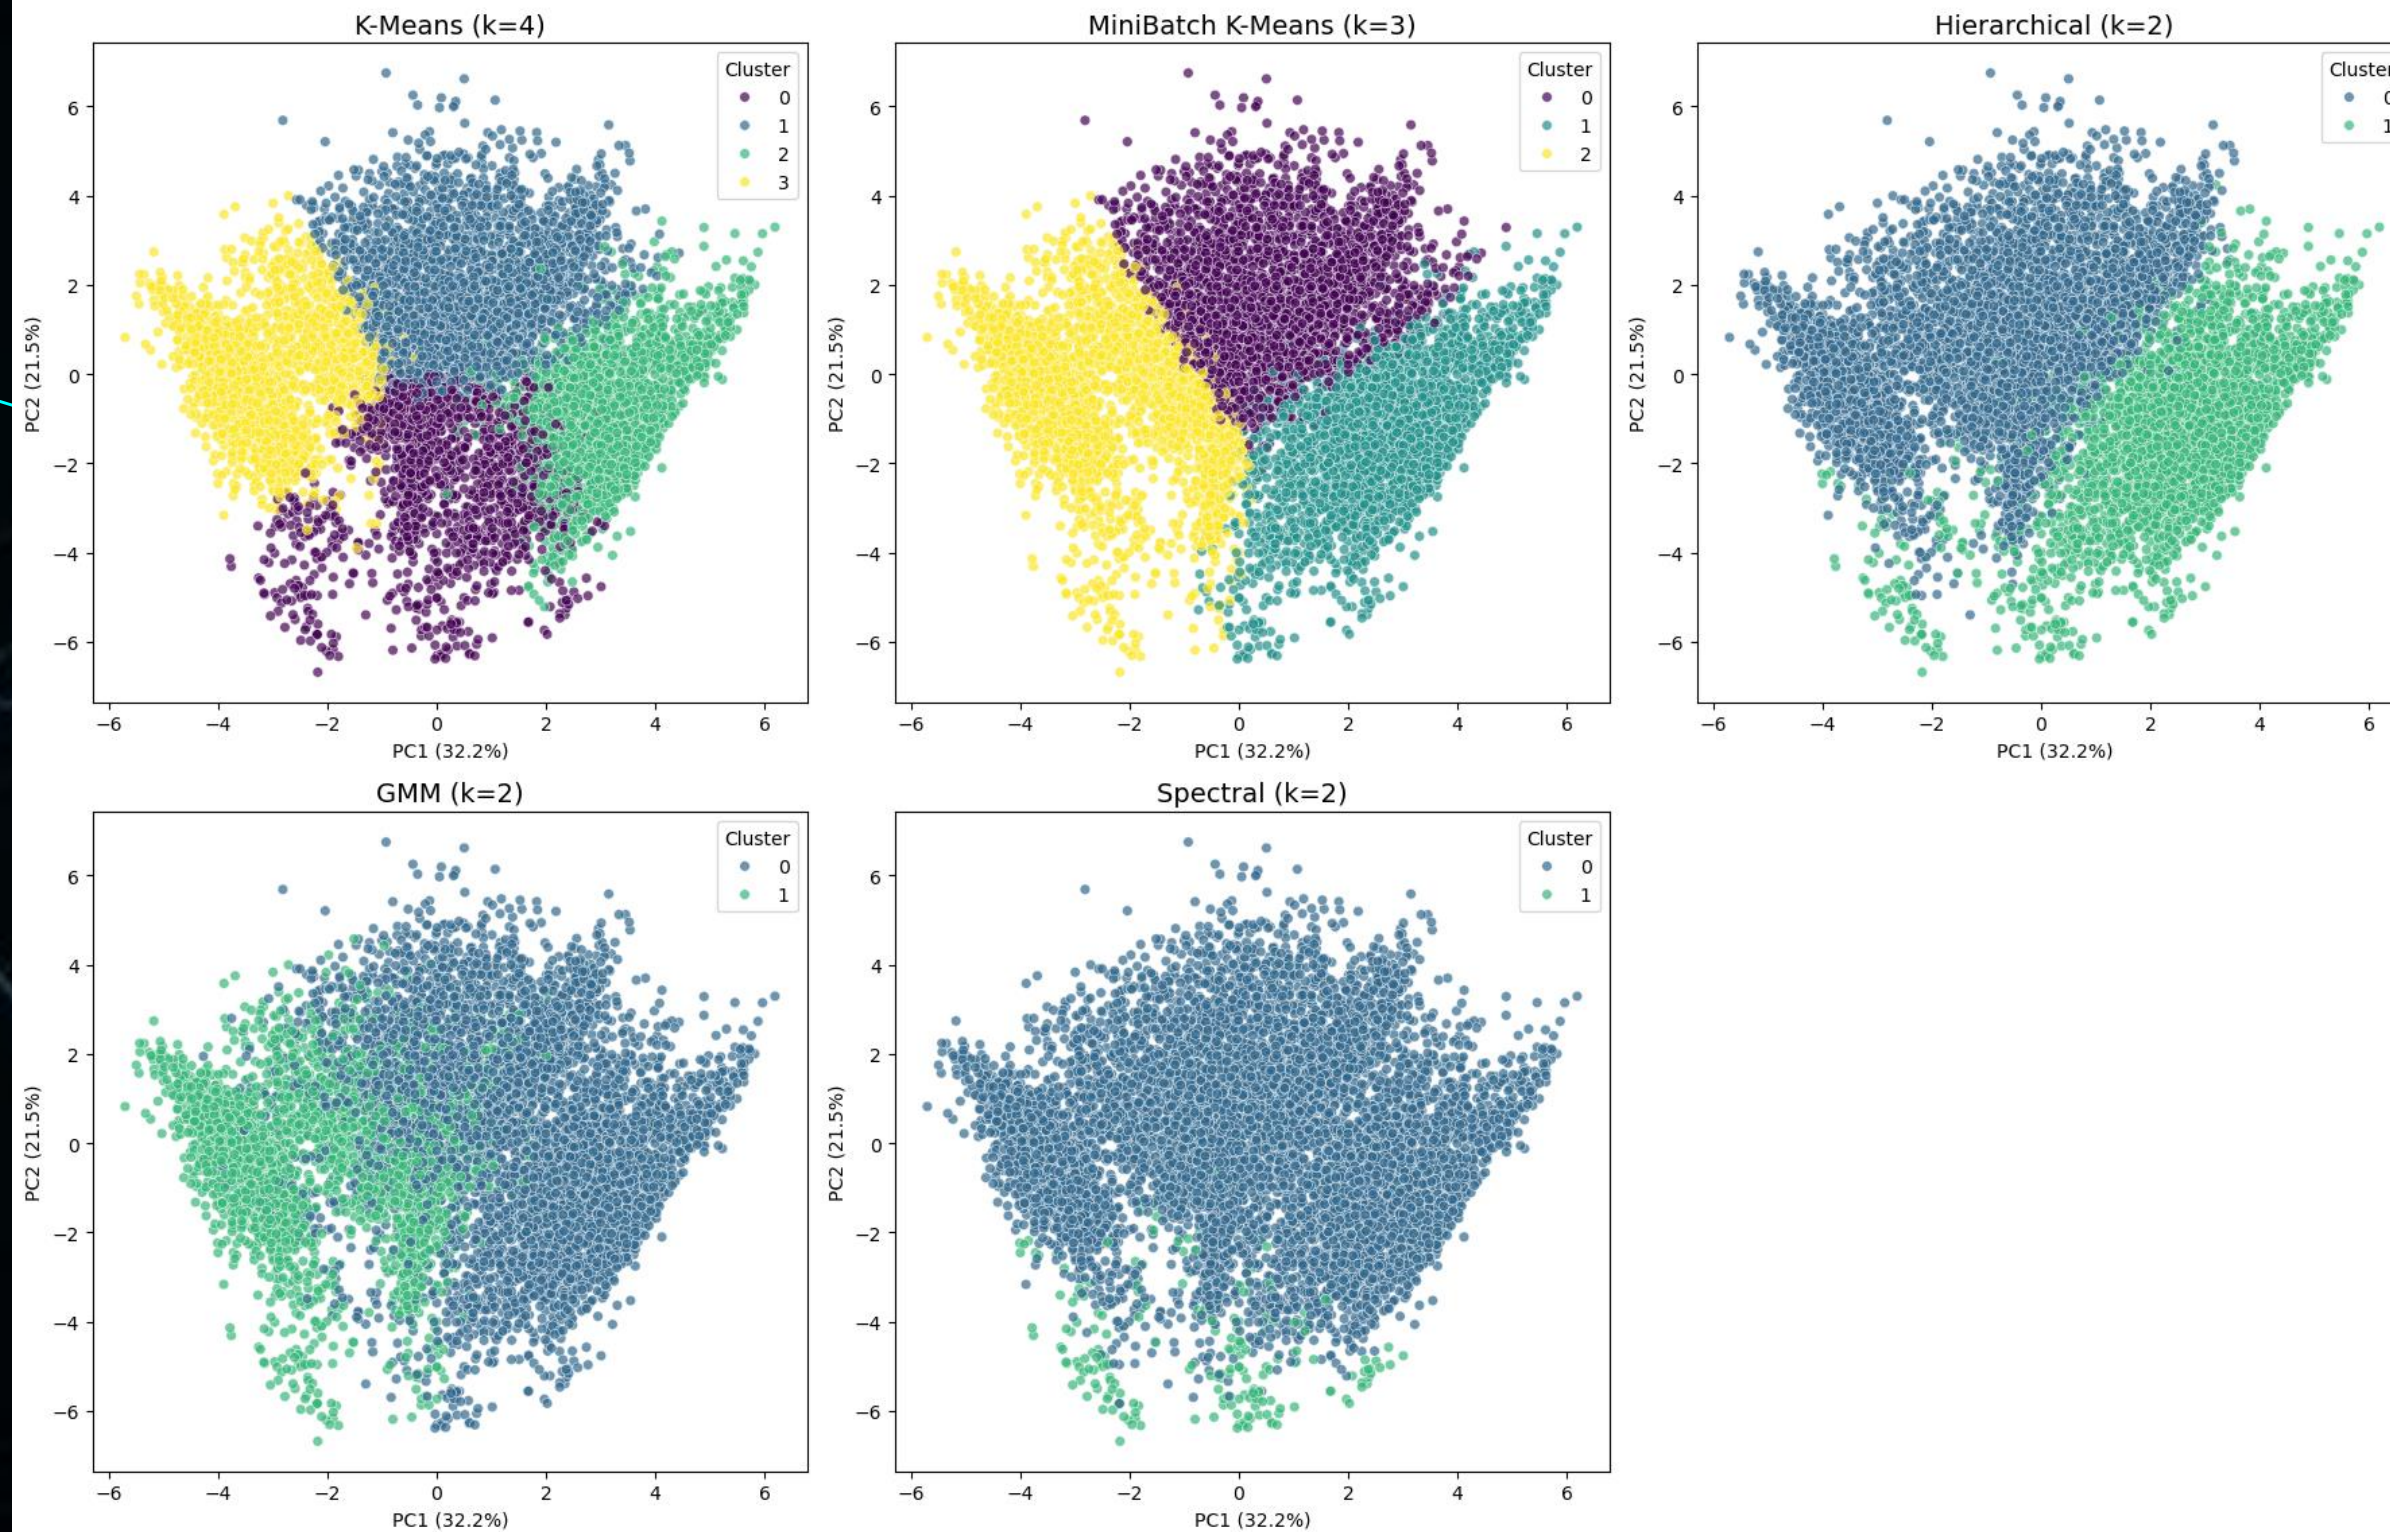 K-Means (k=4)
Cluster
0
1
2
3
6
4
2
0
−2
−4
−6
PC2 (21.5%)
−6 −4 −2 0 2 4 6
PC1 (32.2%)
MiniBatch K-Means (k=3)
Cluster
0
1
2
6
4
2
0
−2
−4
−6
PC2 (21.5%)
−6 −4 −2 0 2 4 6
PC1 (32.2%)
Hierarchical (k=2)
Cluster
0
1
6
4
2
0
−2
−4
−6
PC2 (21.5%)
−6 −4 −2 0 2 4 6
PC1 (32.2%)
GMM (k=2)
Cluster
0
1
6
4
2
0
−2
−4
−6
PC2 (21.5%)
−6 −4 −2 0 2 4 6
PC1 (32.2%)
Spectral (k=2)
Cluster
0
1
6
4
2
0
−2
−4
−6
PC2 (21.5%)
−6 −4 −2 0 2 4 6
PC1 (32.2%)